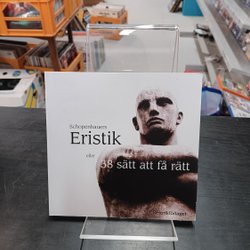 Schopenhauers
Eristik
eller
38 sätt att få rätt